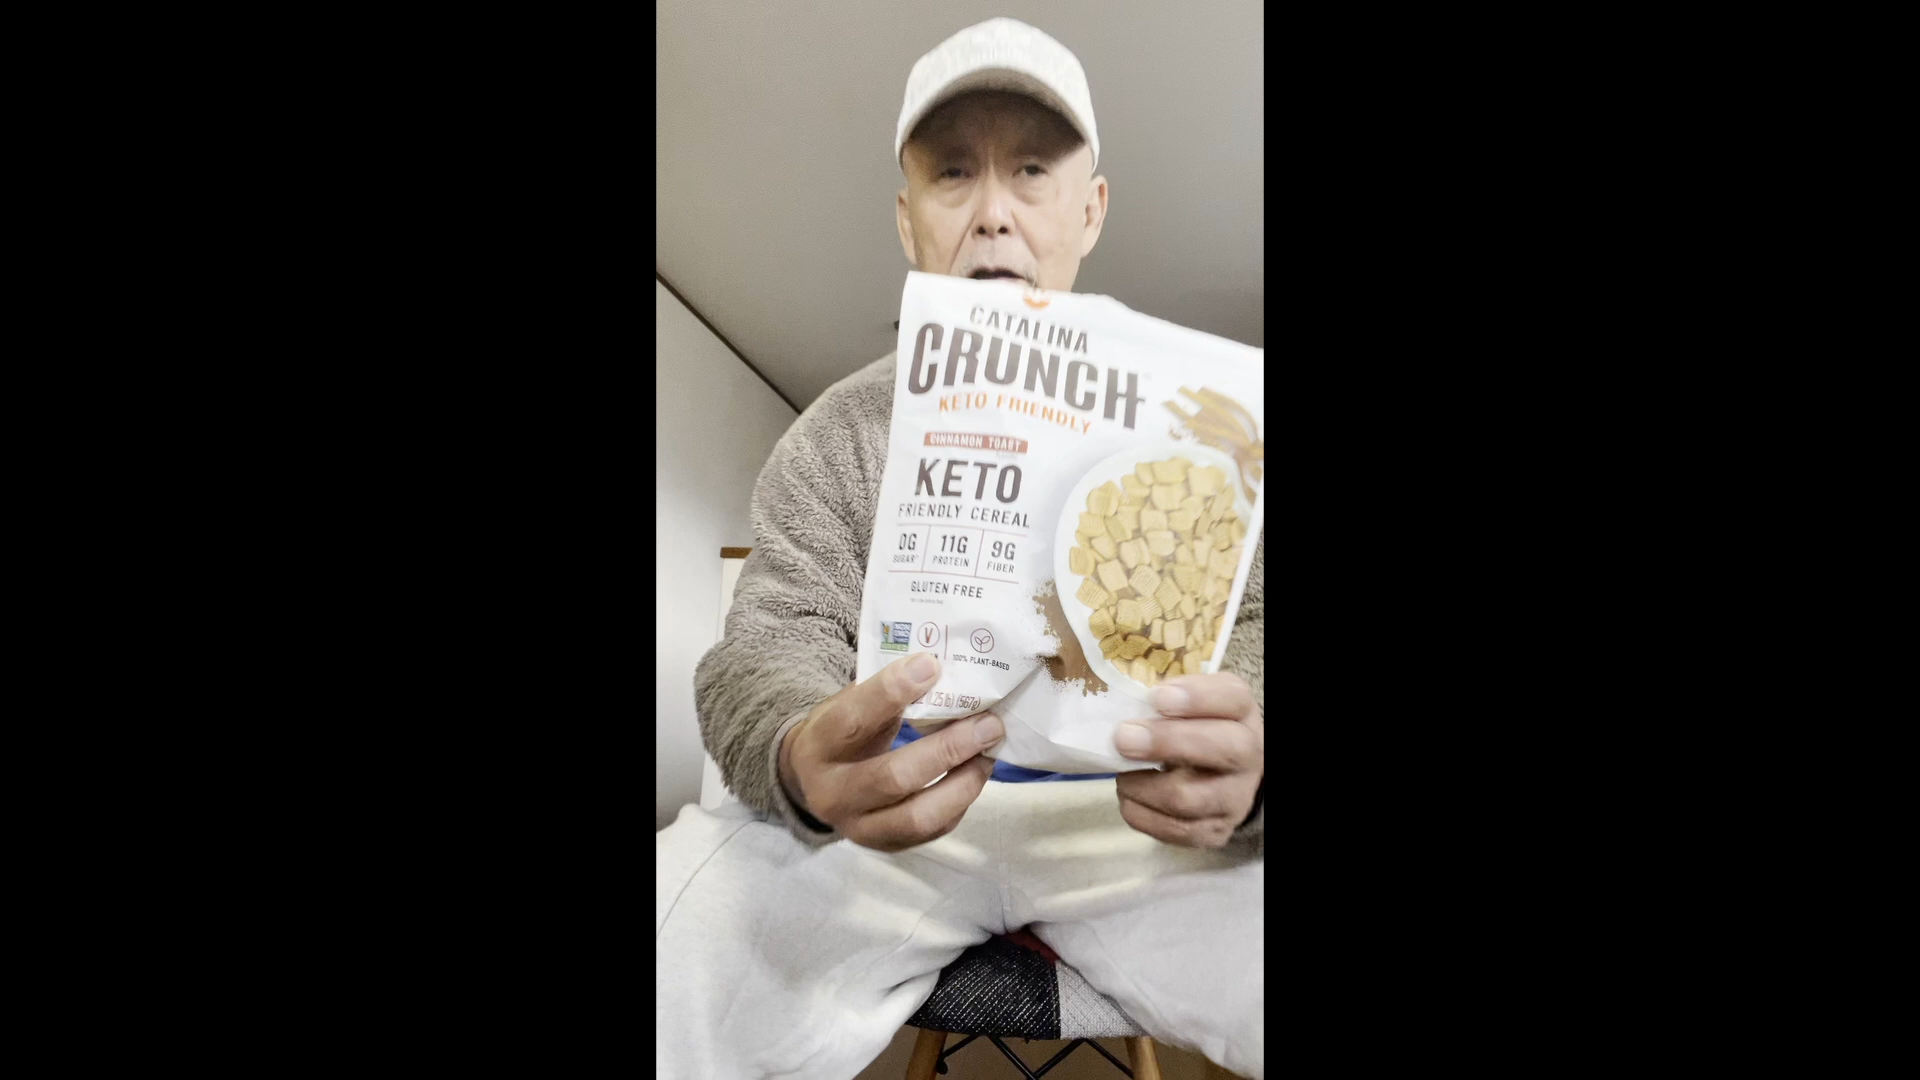 CATALINA
CRUNCH
KETO FRIENDLY
CINNAMON TOAST
KETO
FRIENDLY CEREAL
0G 11G 9G
SUGAR* PROTEIN FIBER
GLUTEN FREE
V
100% PLANT-BASED
(567g)